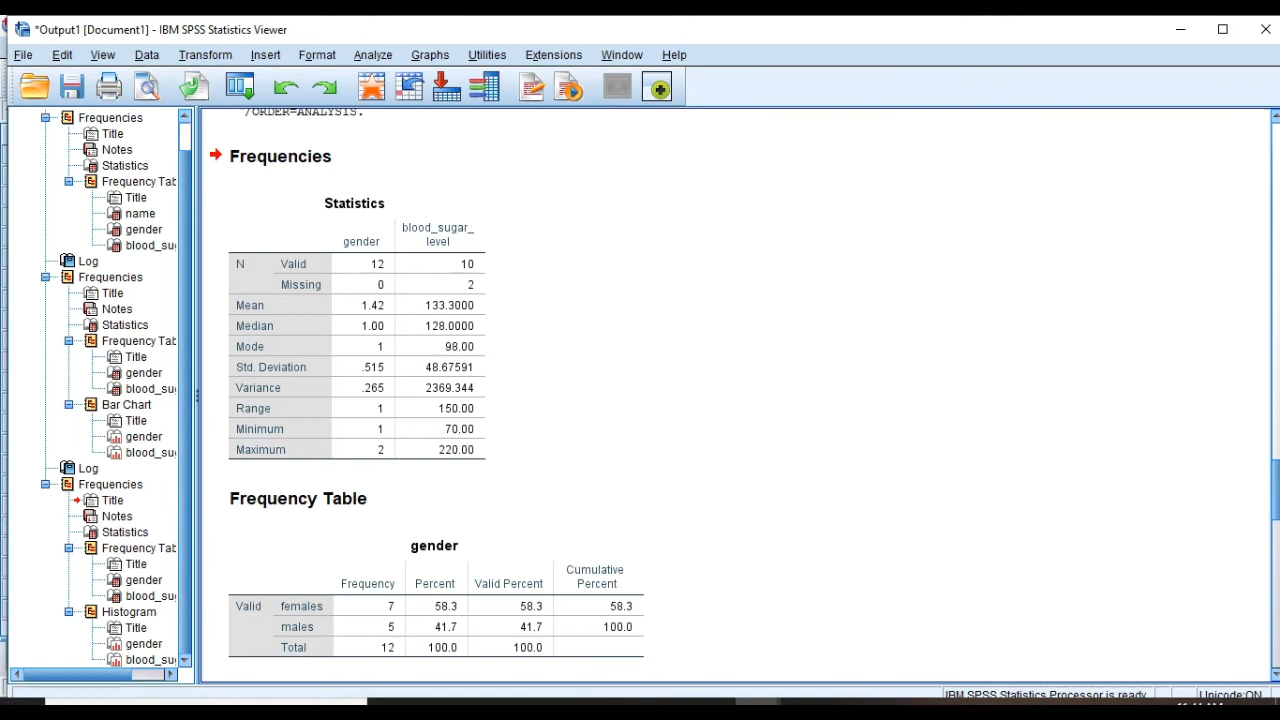 *Output1 [Document1] - IBM SPSS Statistics Viewer
File Edit View Data Transform Insert Format Analyze Graphs Utilities Extensions Window Help
Frequencies
Title
Notes
Statistics
Frequency Tab
Title
name
gender
blood_su
Log
Frequencies
Title
Notes
Statistics
Frequency Tab
Title
gender
blood_su
Bar Chart
Title
gender
blood_su
Log
Frequencies
Title
Notes
Statistics
Frequency Tab
Title
gender
blood_su
Histogram
Title
gender
blood_su
/ORDER=ANALYSIS.
Frequencies
Statistics
gender blood_sugar_
level
N Valid 12 10
Missing 0 2
Mean 1.42 133.3000
Median 1.00 128.0000
Mode 1 98.00
Std. Deviation .515 48.67591
Variance .265 2369.344
Range 1 150.00
Minimum 1 70.00
Maximum 2 220.00
Frequency Table
gender
Frequency Percent Valid Percent Cumulative
Percent
Valid females 7 58.3 58.3 58.3
males 5 41.7 41.7 100.0
Total 12 100.0 100.0
IBM SPSS Statistics Processor is ready Unicode:ON